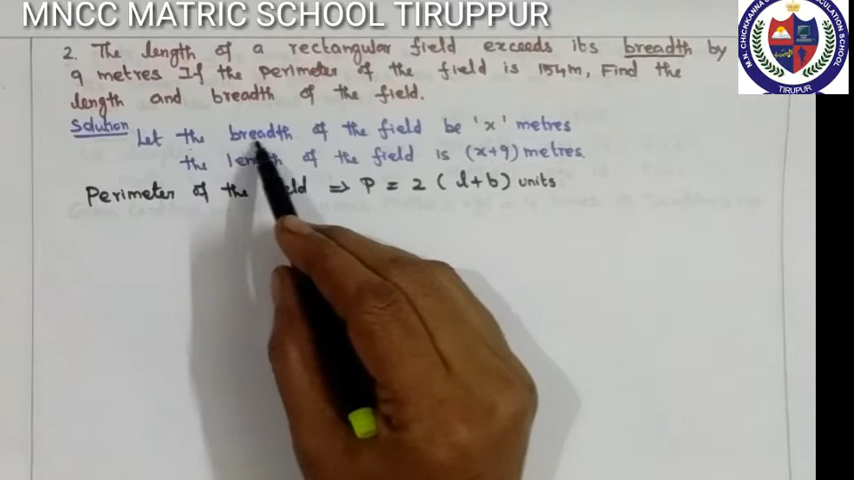 MNCC MATRIC SCHOOL TIRUPPUR
2. The length of a rectangular field exceeds its breadth by
9 metres If the perimeter of the field is 154m, Find the
length and breadth of the field.
Solution Let the breadth of the field be 'x' metres
the length of the field is (x+9) metres.
Perimeter of the field ⇒ P = 2 (l+b) units
TIRUPUR